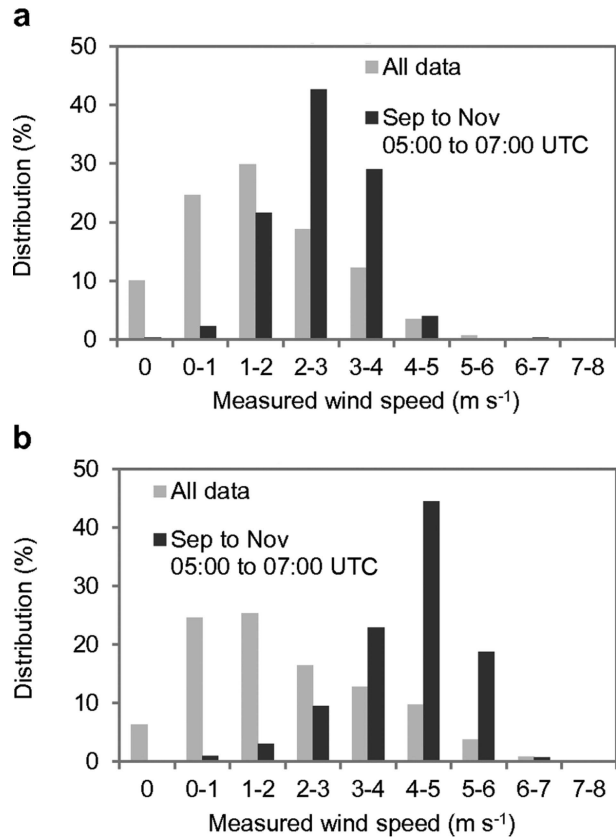 a
50
40
30
20
10
0
Distribution (%)
All data
Sep to Nov
05:00 to 07:00 UTC
0 0-1 1-2 2-3 3-4 4-5 5-6 6-7 7-8
Measured wind speed (m s-1)
b
50
40
30
20
10
0
Distribution (%)
All data
Sep to Nov
05:00 to 07:00 UTC
0 0-1 1-2 2-3 3-4 4-5 5-6 6-7 7-8
Measured wind speed (m s-1)